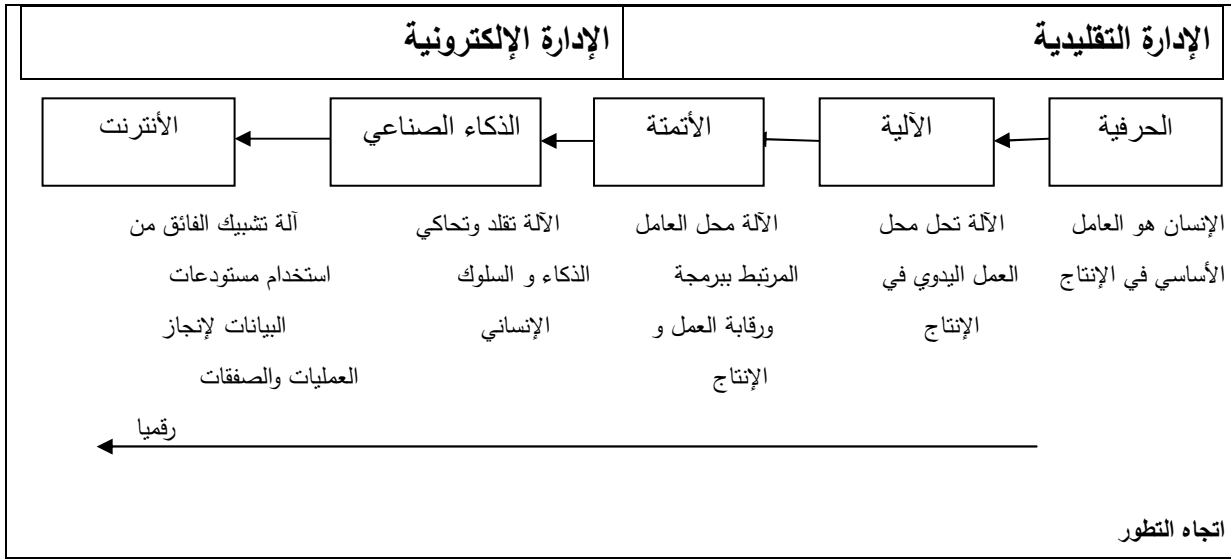 الإدارة التقليدية
الإدارة الإلكترونية
الحرفية
الآلية
الأتمتة
الذكاء الصناعي
الأنترنت
الإنسان هو العامل
الأساسي في الإنتاج
الآلة تحل محل
العمل اليدوي في
الإنتاج
الآلة محل العامل
المرتبط ببرمجة
ورقابة العمل و
الإنتاج
الآلة تقلد وتحاكي
الذكاء و السلوك
الإنساني
آلة تشبيك الفائق من
استخدام مستودعات
البيانات لإنجاز
العمليات والصفقات
رقميا
اتجاه التطور